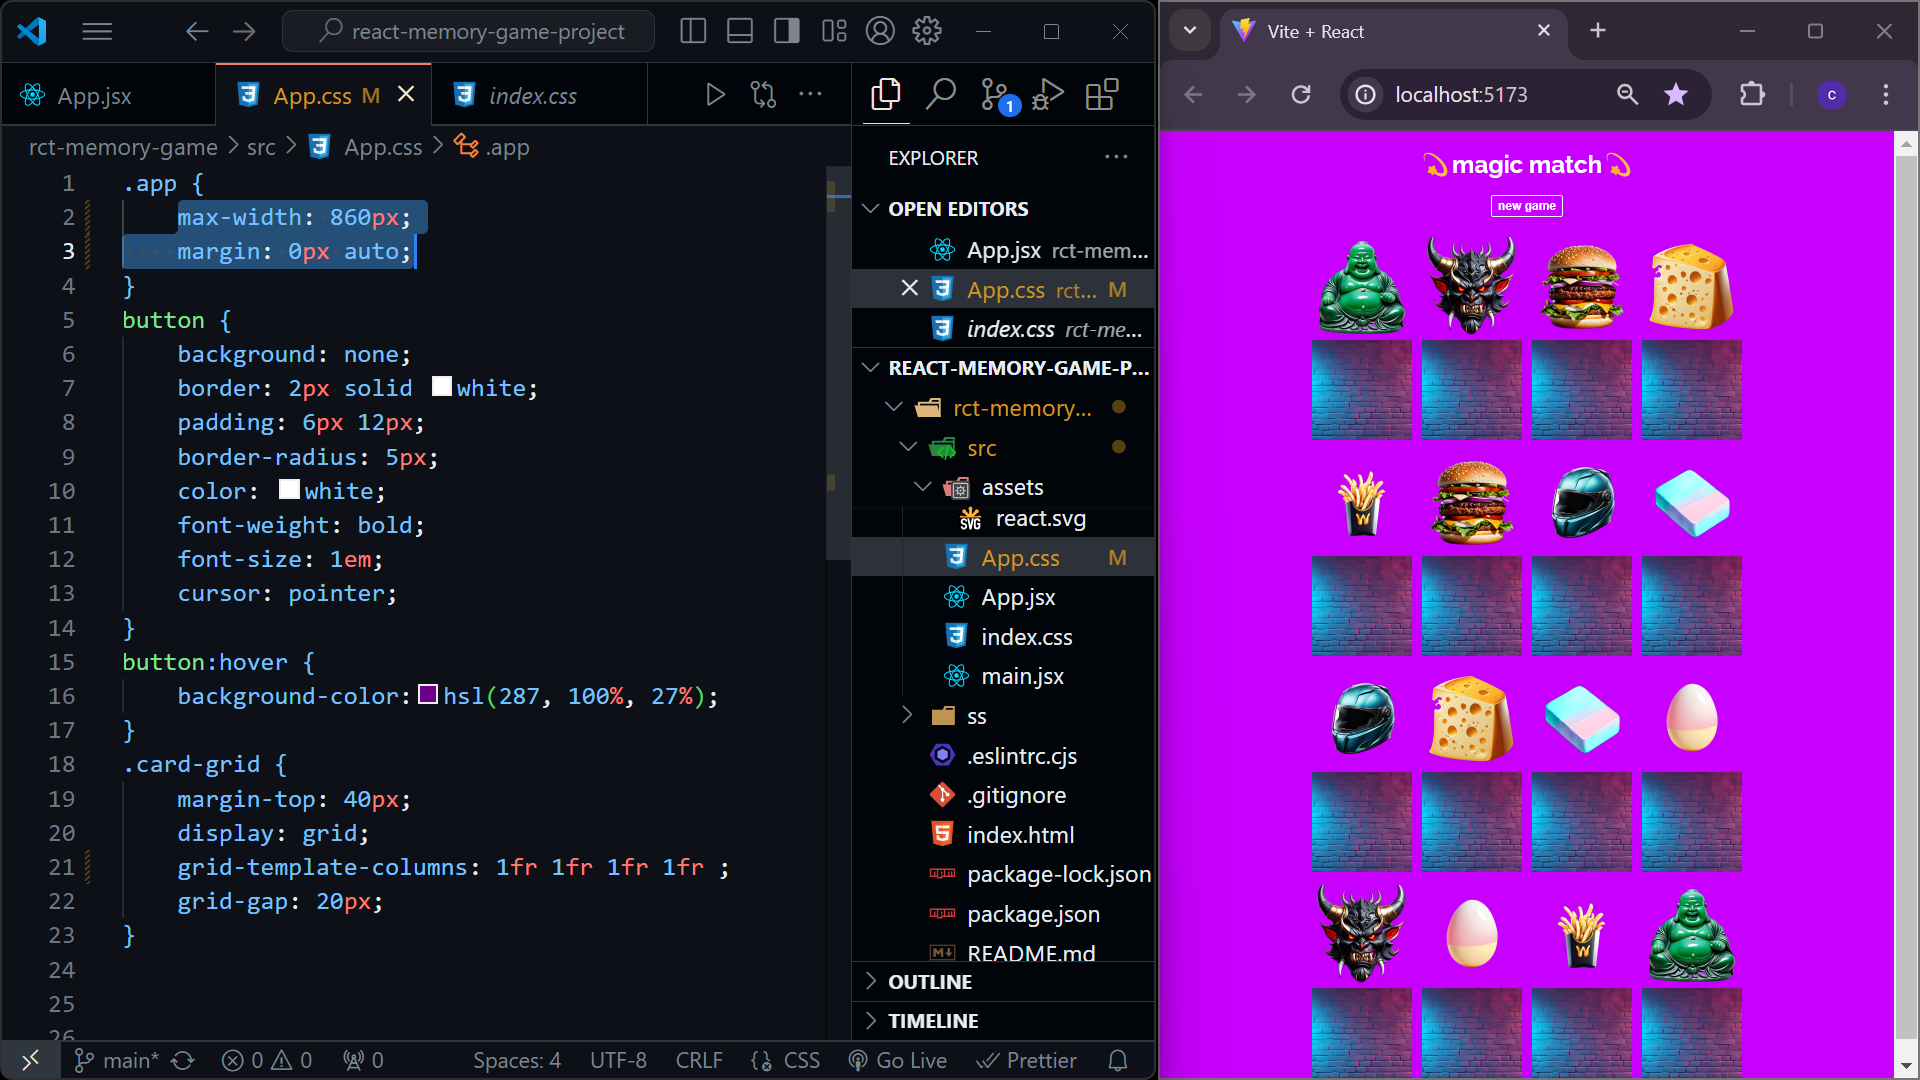 react-memory-game-project
App.jsx
App.css M
index.css
1
rct-memory-game > src > App.css > .app
1 .app {
2 max-width: 860px;
3 margin: 0px auto;
4 }
5 button {
6 background: none;
7 border: 2px solid white;
8 padding: 6px 12px;
9 border-radius: 5px;
10 color: white;
11 font-weight: bold;
12 font-size: 1em;
13 cursor: pointer;
14 }
15 button:hover {
16 background-color: hsl(287, 100%, 27%);
17 }
18 .card-grid {
19 margin-top: 40px;
20 display: grid;
21 grid-template-columns: 1fr 1fr 1fr 1fr ;
22 grid-gap: 20px;
23 }
24
25
26
EXPLORER
OPEN EDITORS
App.jsx rct-mem...
App.css rct... M
index.css rct-me...
REACT-MEMORY-GAME-P...
rct-memory...
src
assets
SVG react.svg
App.css M
App.jsx
index.css
main.jsx
ss
.eslintrc.cjs
.gitignore
index.html
package-lock.json
package.json
README.md
OUTLINE
TIMELINE
main* 0 0 0 Spaces: 4 UTF-8 CRLF {} CSS Go Live Prettier
Vite + React
localhost:5173
c
magic match
new game
W
W